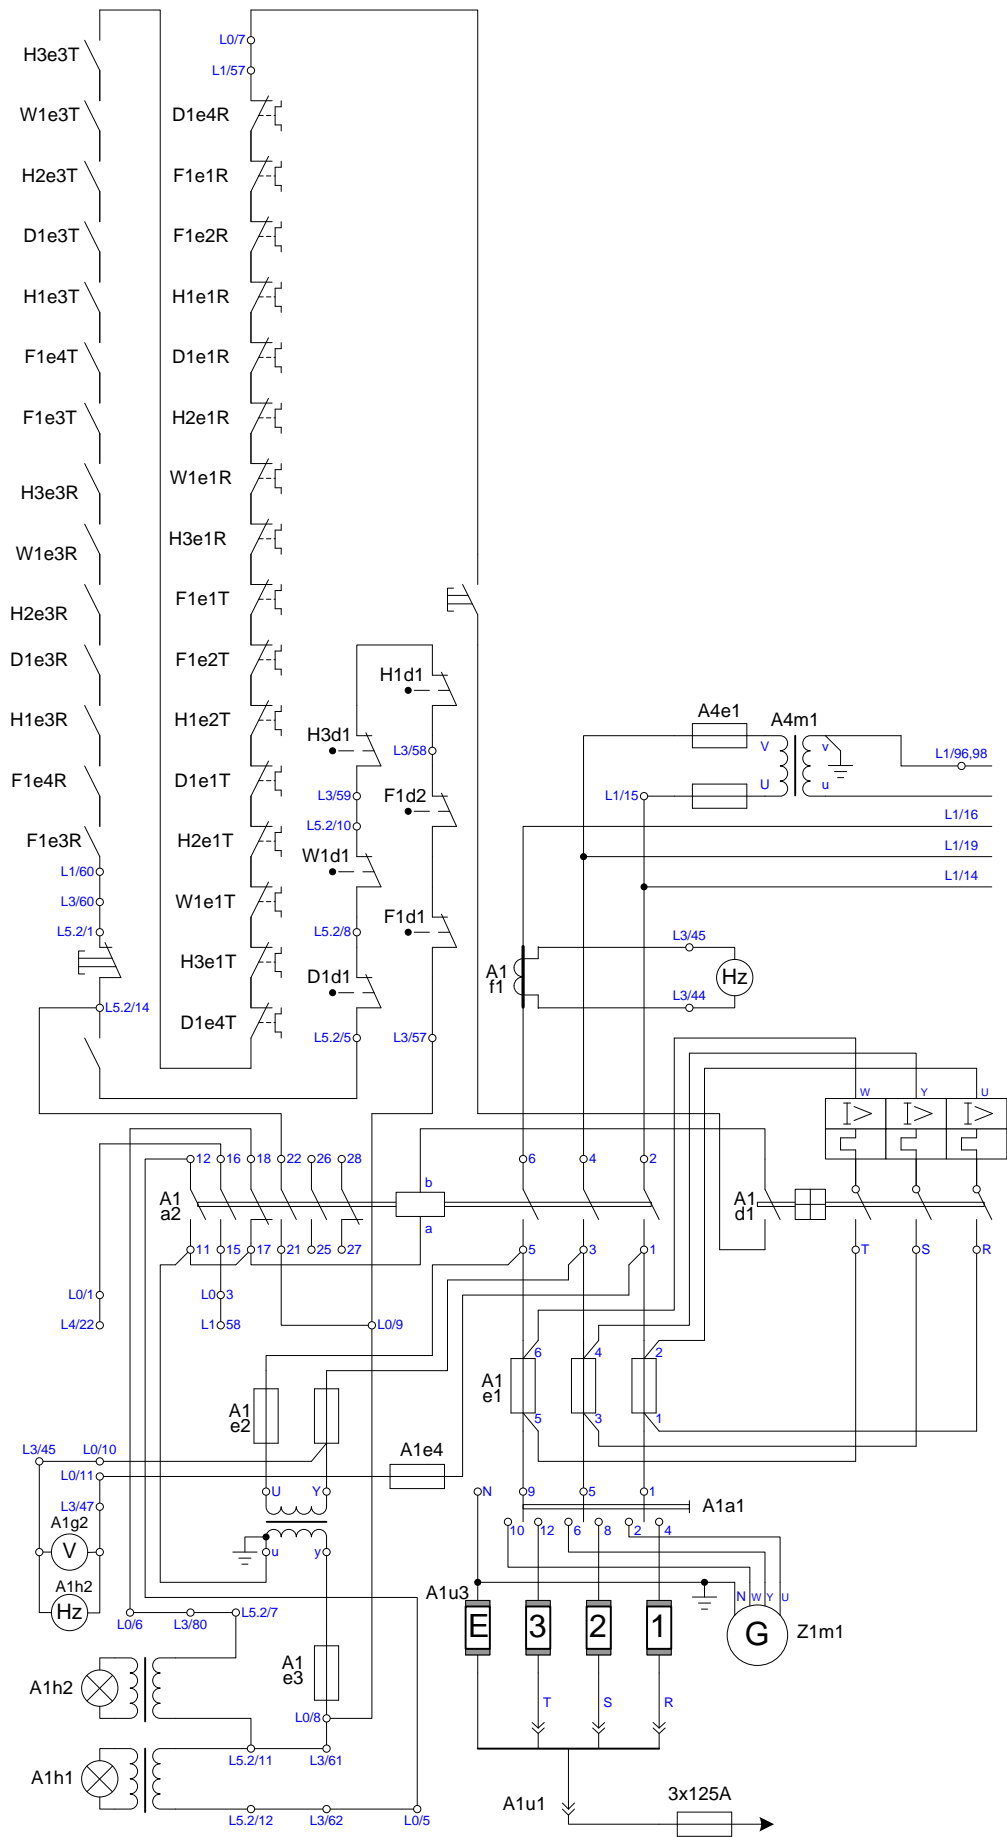 H3e3T
W1e3T
H2e3T
D1e3T
H1e3T
F1e4T
F1e3T
H3e3R
W1e3R
H2e3R
D1e3R
H1e3R
F1e4R
F1e3R
L1/60
L3/60
L5.2/1
L5.2/14
L0/7
L1/57
D1e4R
F1e1R
F1e2R
H1e1R
D1e1R
H2e1R
W1e1R
H3e1R
F1e1T
F1e2T
H1e2T
D1e1T
H2e1T
W1e1T
H3e1T
D1e4T
H3d1
L3/59
L5.2/10
W1d1
L5.2/8
D1d1
L5.2/5
H1d1
L3/58
F1d2
F1d1
L3/57
A4e1
A4m1
V
U
v
u
L1/96,98
L1/15
L1/16
L1/19
L1/14
A1
f1
L3/45
L3/44
Hz
W
Y
U
I>
I>
I>
A1
d1
T
S
R
12
16
18
22
26
28
A1
a2
b
a
11
15
17
21
25
27
6
4
2
5
3
1
L0/1
L4/22
L0
3
L1
58
L0/9
A1
e2
A1
e1
6
4
2
5
3
1
L3/45
L0/10
L0/11
L3/47
A1e4
A1g2
V
A1h2
Hz
U
Y
u
y
N
9
5
1
A1a1
10
12
6
8
2
4
L0/6
L3/80
L5.2/7
A1u3
E
3
2
1
N
W
Y
U
G
Z1m1
A1h2
A1
e3
L0/8
T
S
R
A1h1
L5.2/11
L3/61
L5.2/12
L3/62
L0/5
A1u1
3x125A